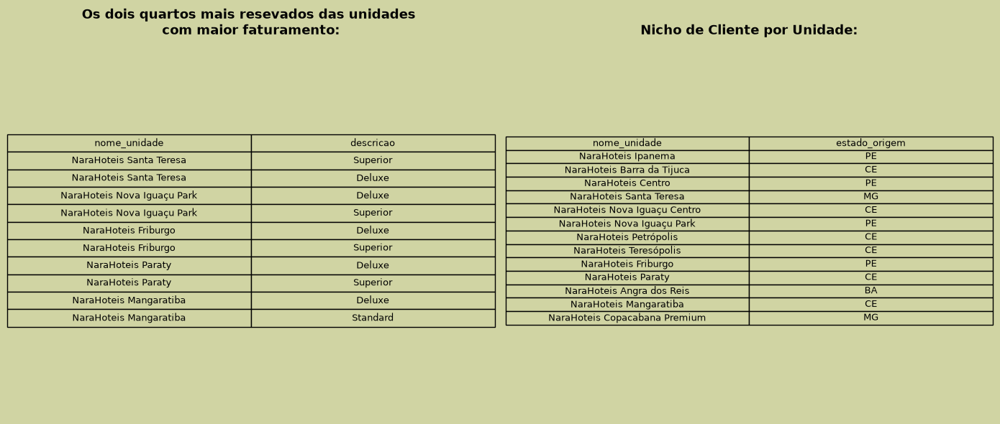 Os dois quartos mais resevados das unidades
com maior faturamento:
nome_unidade descricao
NaraHoteis Santa Teresa Superior
NaraHoteis Santa Teresa Deluxe
NaraHoteis Nova Iguaçu Park Deluxe
NaraHoteis Nova Iguaçu Park Superior
NaraHoteis Friburgo Deluxe
NaraHoteis Friburgo Superior
NaraHoteis Paraty Deluxe
NaraHoteis Paraty Superior
NaraHoteis Mangaratiba Deluxe
NaraHoteis Mangaratiba Standard
Nicho de Cliente por Unidade:
nome_unidade estado_origem
NaraHoteis Ipanema PE
NaraHoteis Barra da Tijuca CE
NaraHoteis Centro PE
NaraHoteis Santa Teresa MG
NaraHoteis Nova Iguaçu Centro CE
NaraHoteis Nova Iguaçu Park PE
NaraHoteis Petrópolis CE
NaraHoteis Teresópolis CE
NaraHoteis Friburgo PE
NaraHoteis Paraty CE
NaraHoteis Angra dos Reis BA
NaraHoteis Mangaratiba CE
NaraHoteis Copacabana Premium MG